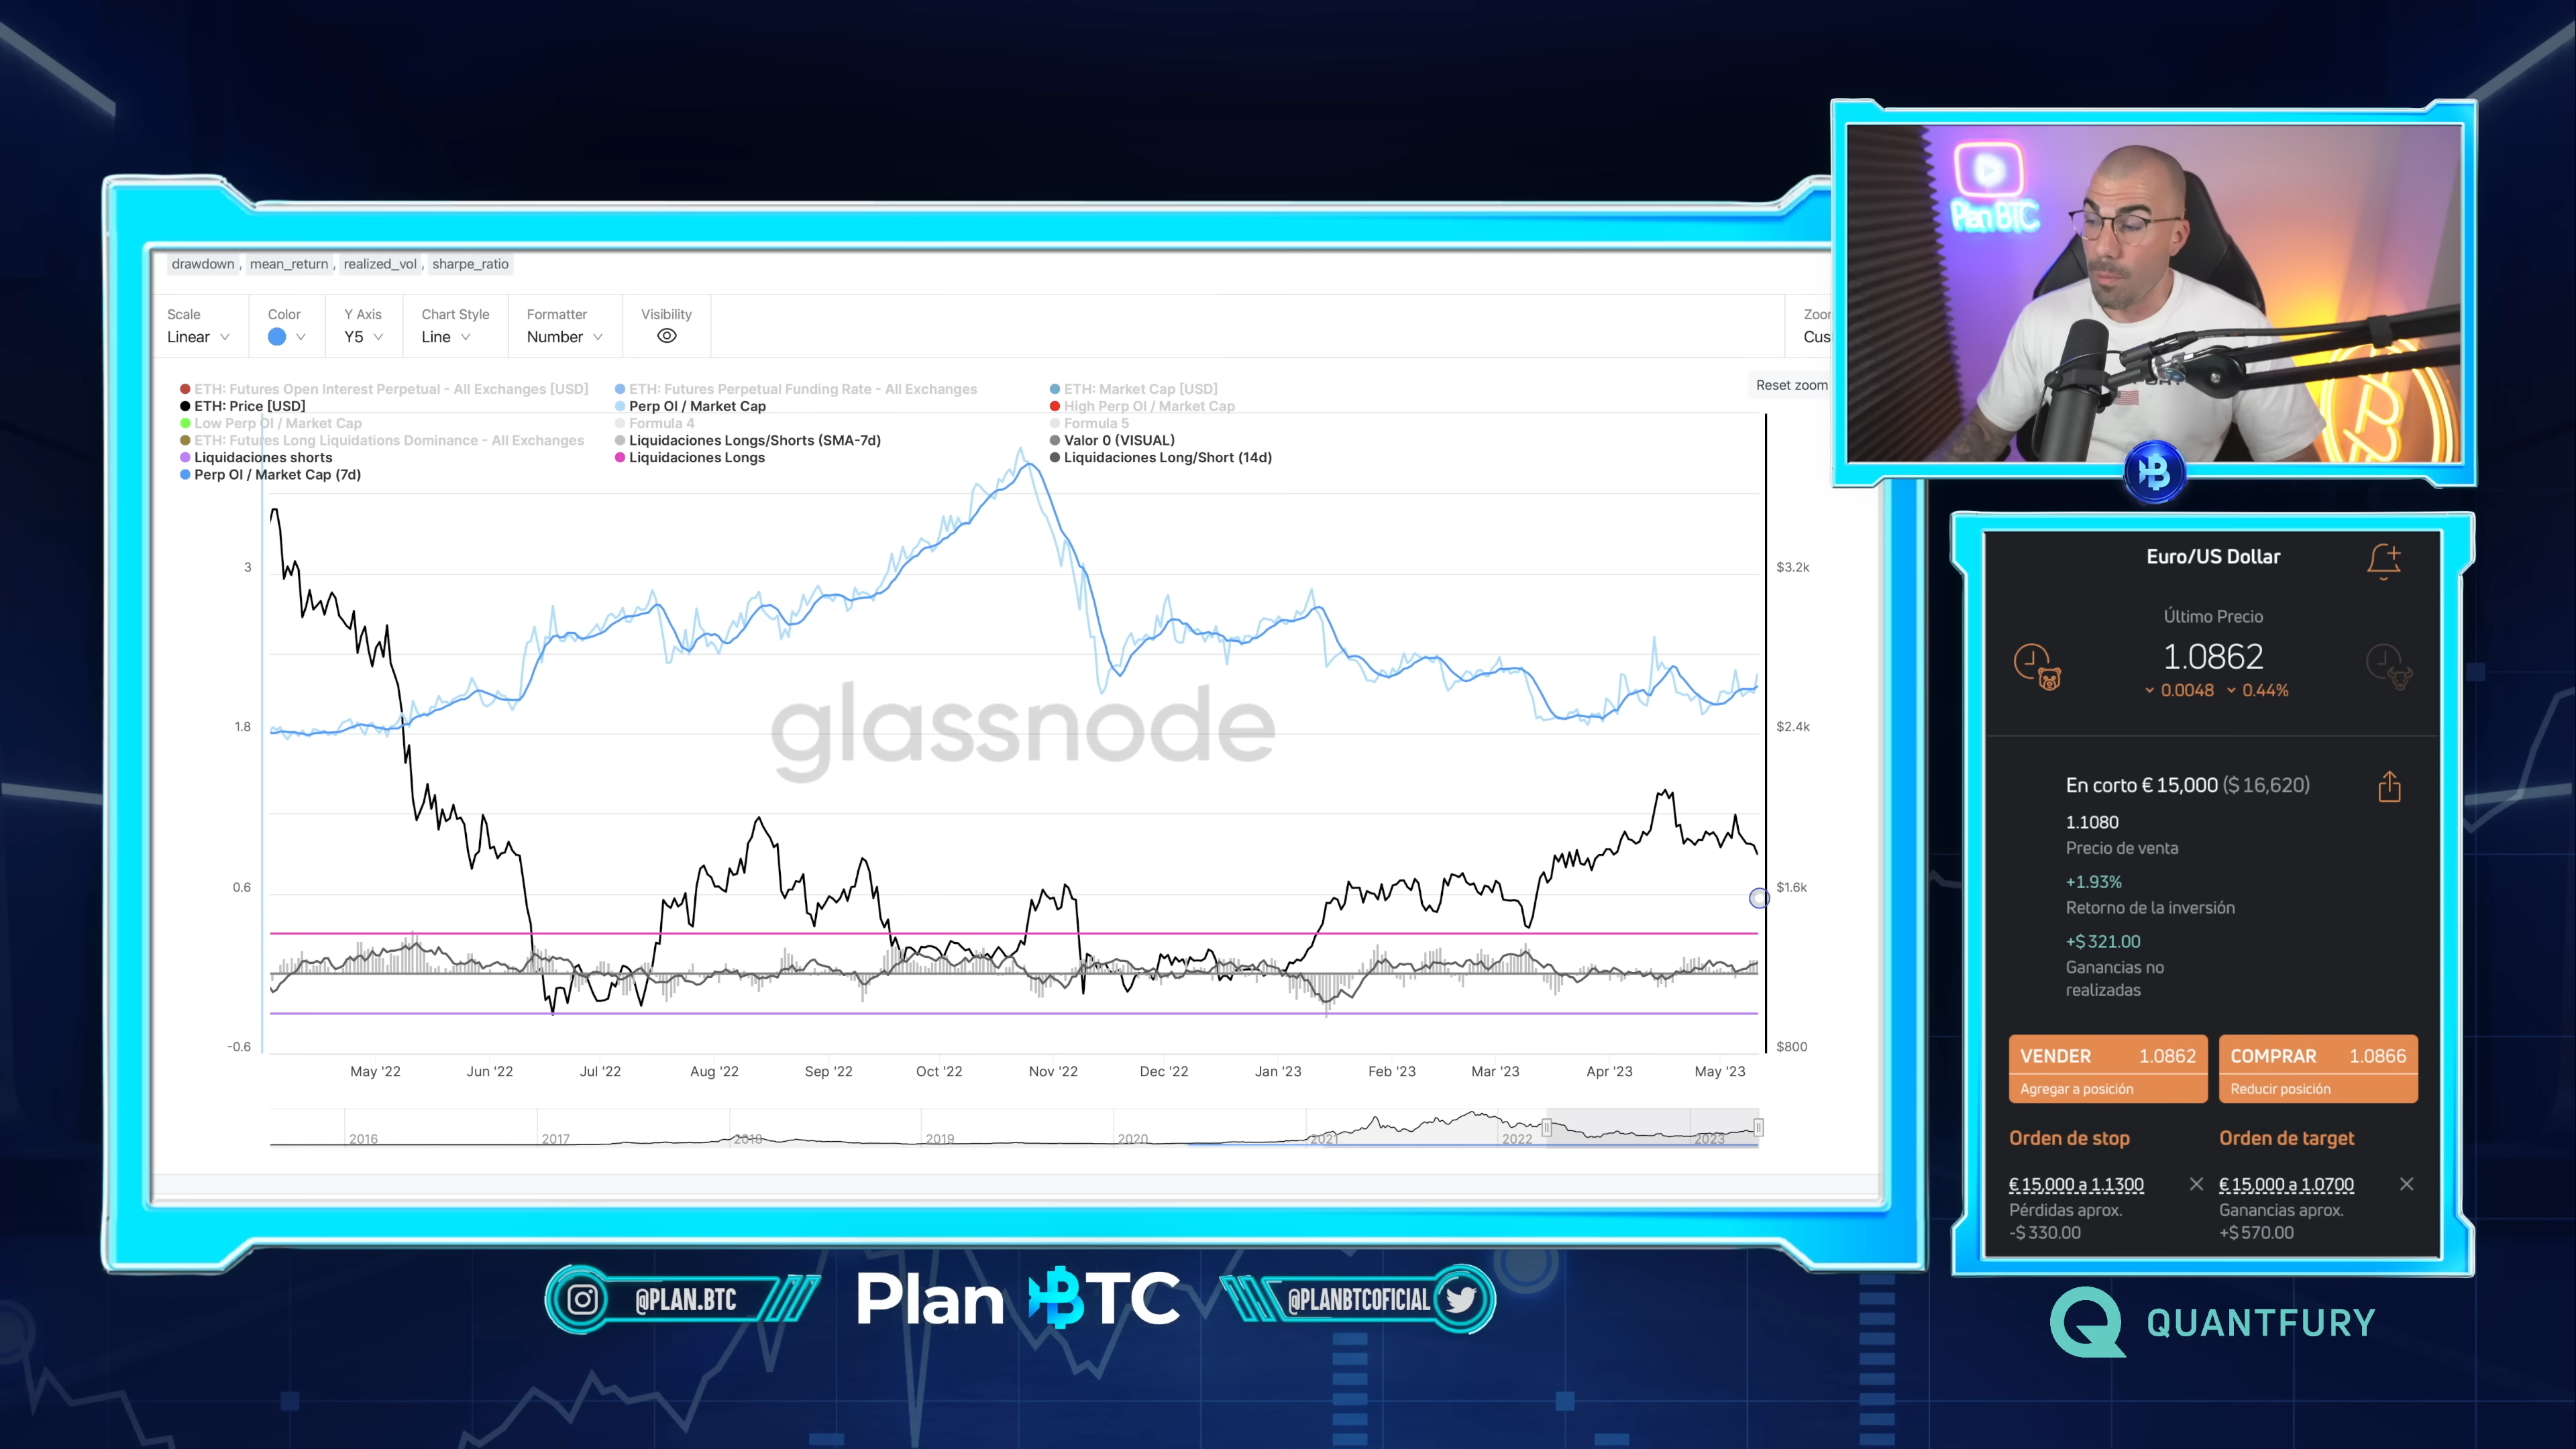 drawdown , mean_return , realized_vol , sharpe_ratio
Scale
Linear
Color
Y Axis
Y5
Chart Style
Line
Formatter
Number
Visibility
Zoo
Cus
Reset zoom
ETH: Futures Open Interest Perpetual - All Exchanges [USD]
ETH: Futures Perpetual Funding Rate - All Exchanges
ETH: Market Cap [USD]
ETH: Price [USD]
Perp OI / Market Cap
High Perp OI / Market Cap
Low Perp OI / Market Cap
Formula 4
Formula 5
ETH: Futures Long Liquidations Dominance - All Exchanges
Liquidaciones Longs/Shorts (SMA-7d)
Valor 0 (VISUAL)
Liquidaciones shorts
Liquidaciones Longs
Liquidaciones Long/Short (14d)
Perp OI / Market Cap (7d)
3
1.8
0.6
-0.6
$3.2k
$2.4k
$1.6k
$800
glassnode
May '22
Jun '22
Jul '22
Aug '22
Sep '22
Oct '22
Nov '22
Dec '22
Jan '23
Feb '23
Mar '23
Apr '23
May '23
2016
2017
2018
2019
2020
2021
2022
2023
Plan BTC
Euro/US Dollar
Último Precio
1.0862
0.0048
0.44%
En corto € 15,000 ($ 16,620)
1.1080
Precio de venta
+1.93%
Retorno de la inversión
+$ 321.00
Ganancias no
realizadas
VENDER 1.0862
Agregar a posición
COMPRAR 1.0866
Reducir posición
Orden de stop
€ 15,000 a 1.1300
Pérdidas aprox.
-$ 330.00
Orden de target
€ 15,000 a 1.0700
Ganancias aprox.
+$ 570.00
@PLAN.BTC
Plan BTC
@PLANBTCOFICIAL
QUANTFURY